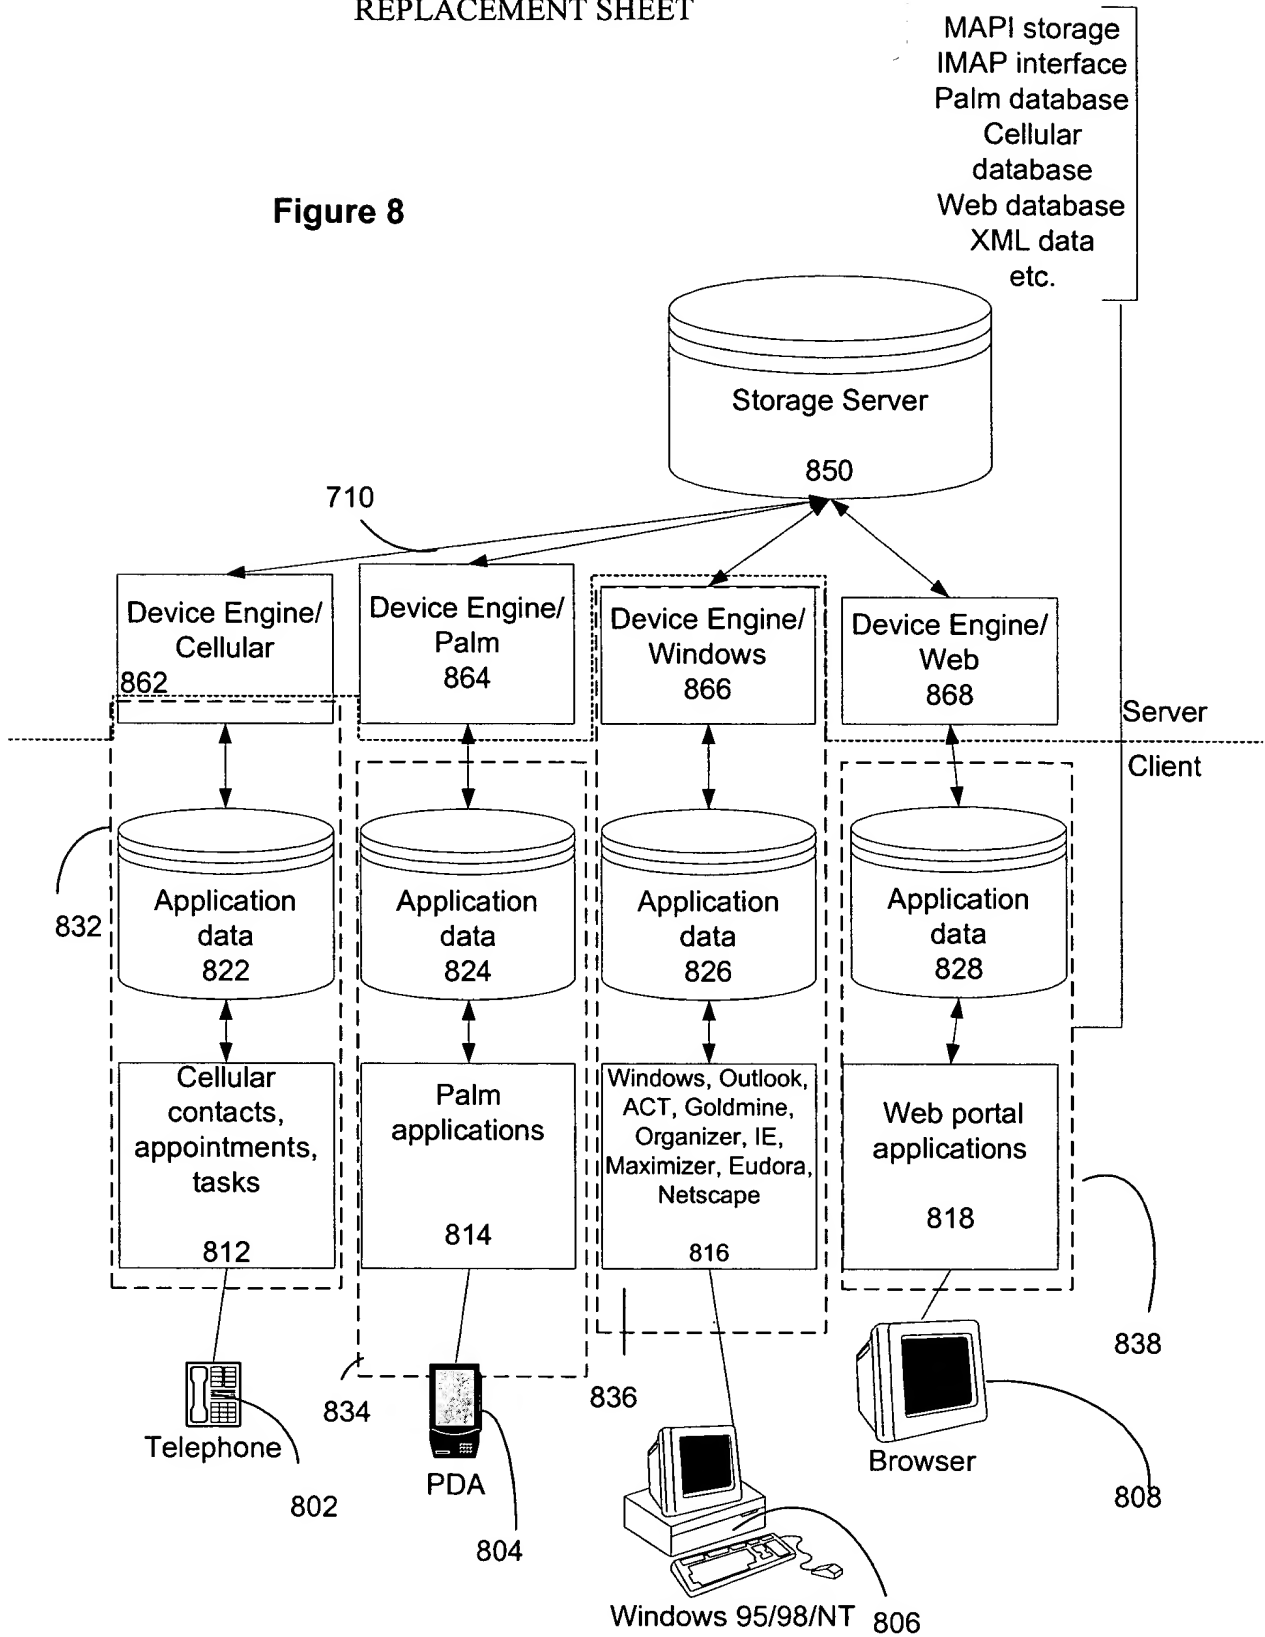 REPLACEMENT SHEET
MAPI storage
IMAP interface
Palm database
Cellular
database
Web database
XML data
etc.
Figure 8
Storage Server
850
710
Device Engine/
Cellular
862
Device Engine/
Palm
864
Device Engine/
Windows
866
Device Engine/
Web
868
Server
Client
832
Application
data
822
Application
data
824
Application
data
826
Application
data
828
Cellular
contacts,
appointments,
tasks
812
Palm
applications
814
Windows, Outlook,
ACT, Goldmine,
Organizer, IE,
Maximizer, Eudora,
Netscape
816
Web portal
applications
818
834
836
838
Telephone
802
PDA
804
Browser
808
Windows 95/98/NT
806